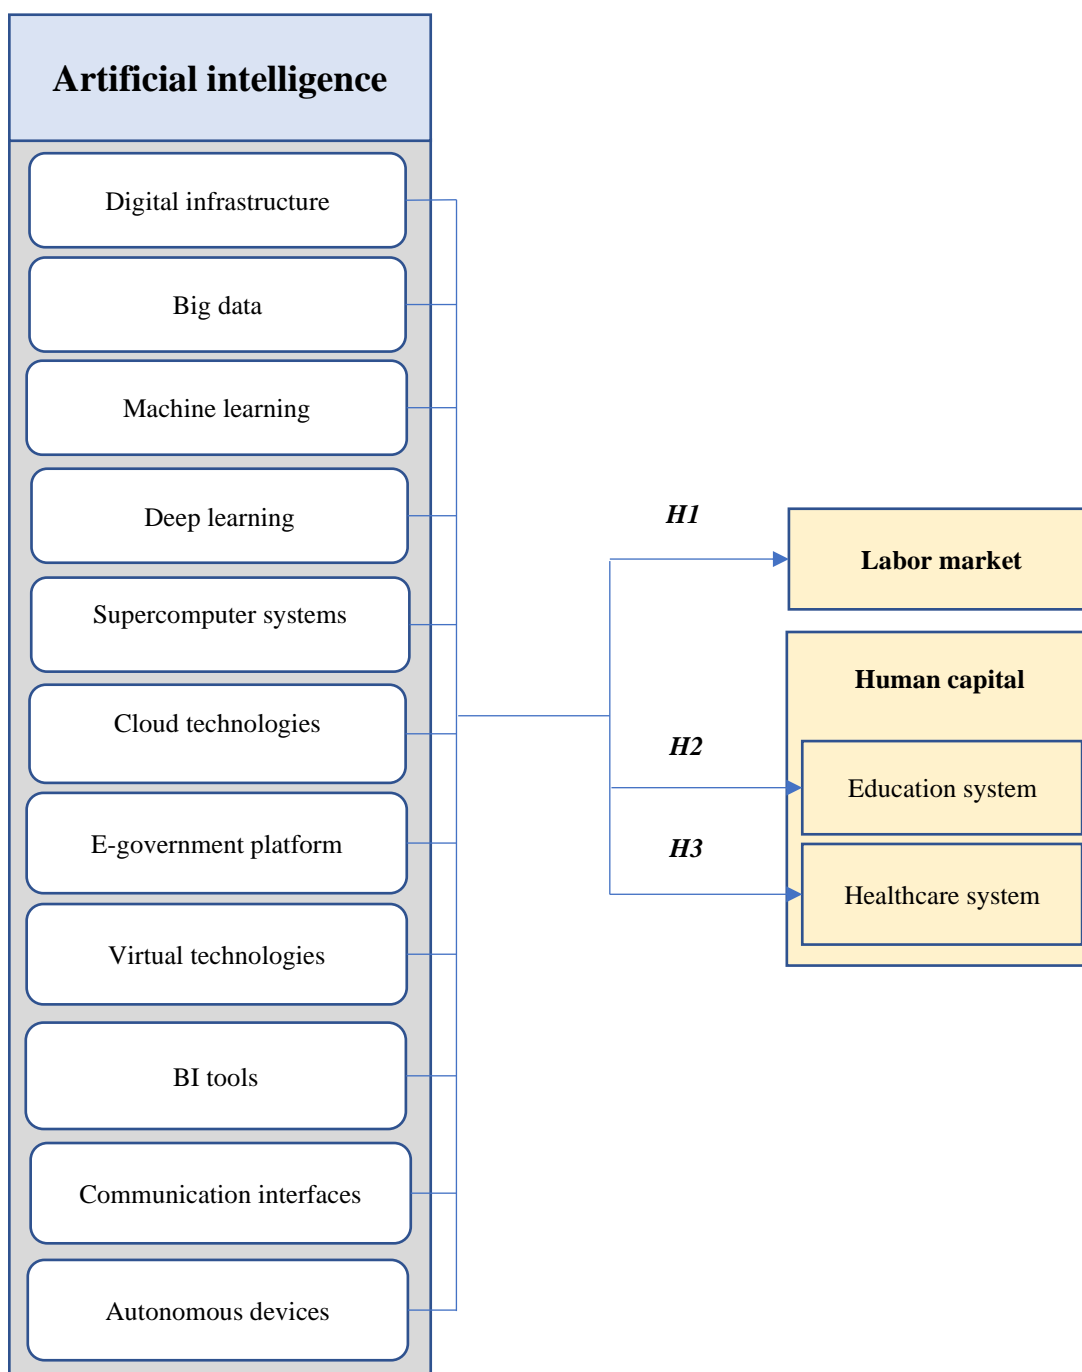 Artificial intelligence
Digital infrastructure
Big data
Machine learning
Deep learning
Supercomputer systems
Cloud technologies
E-government platform
Virtual technologies
BI tools
Communication interfaces
Autonomous devices
H1
Labor market
Human capital
H2
Education system
H3
Healthcare system